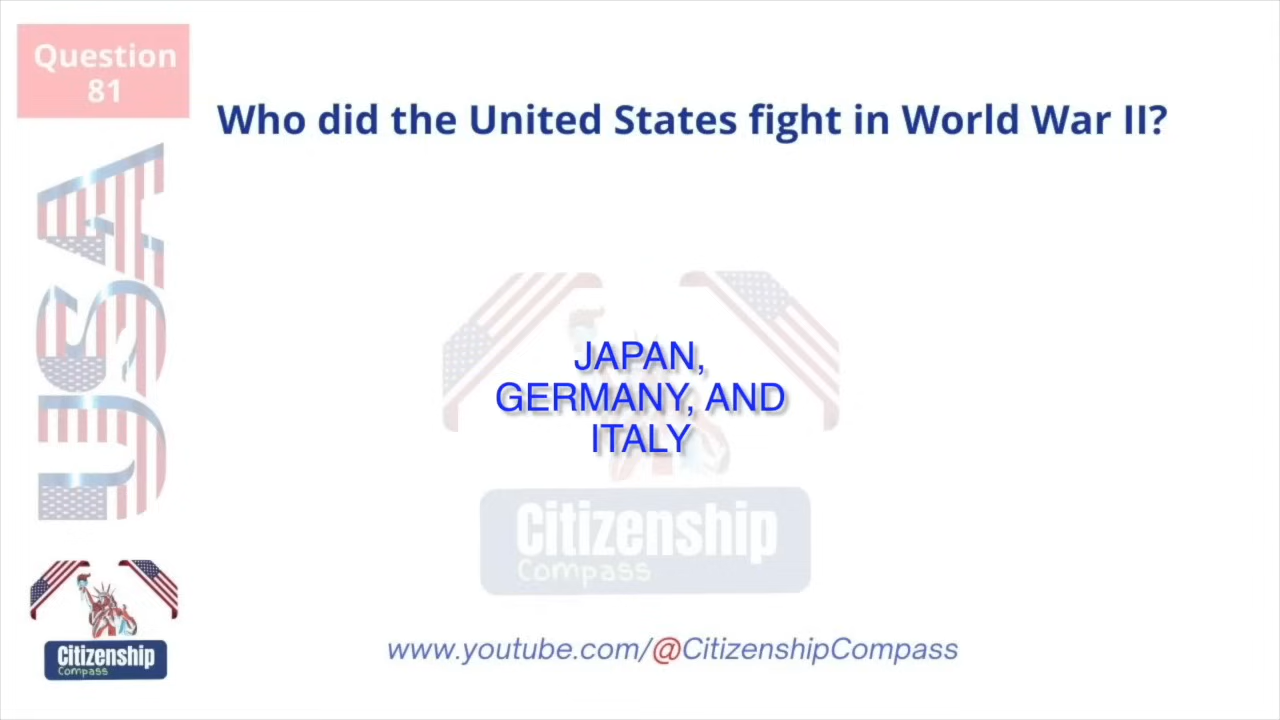 Question
81
Who did the United States fight in World War II?
USA
JAPAN,
GERMANY, AND
ITALY
Citizenship
Compass
Citizenship
Compass
www.youtube.com/@CitizenshipCompass